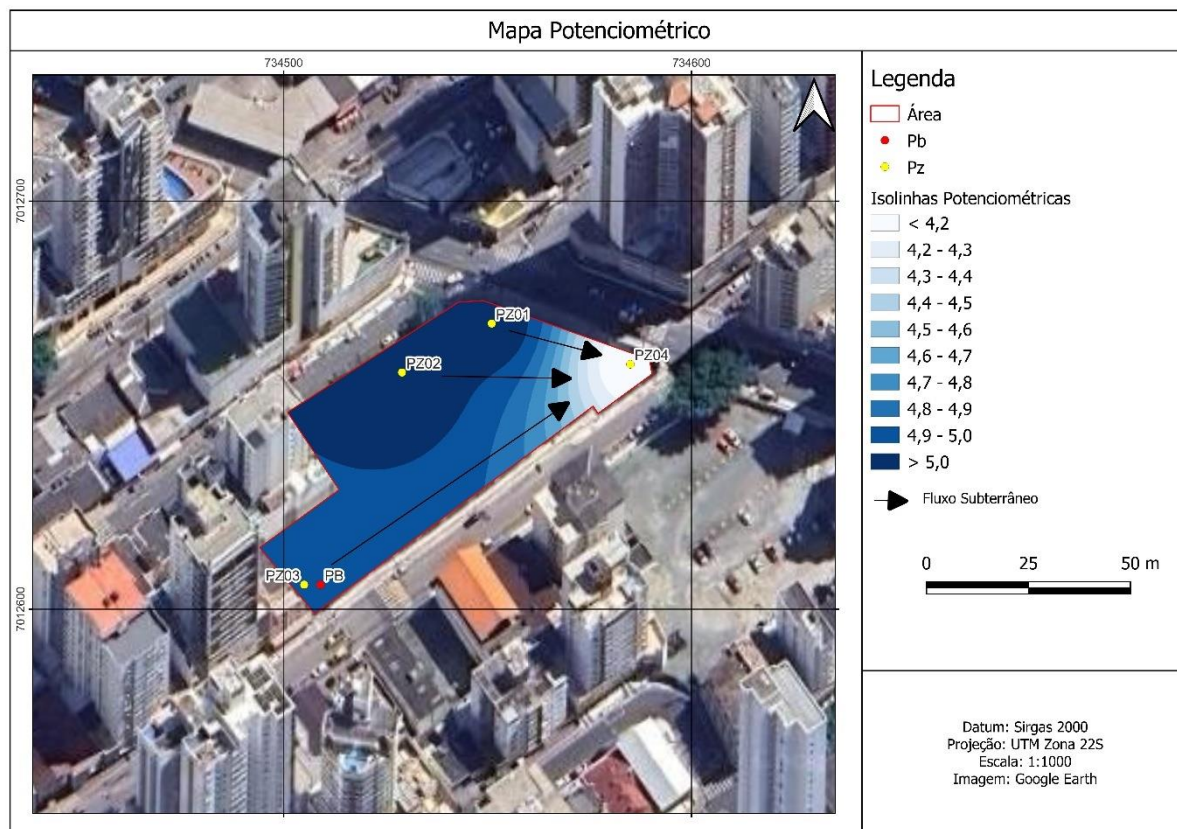 Mapa Potenciométrico
734500
734600
7012700
7012600
PZ01
PZ02
PZ04
PZ03
PB
Legenda
Área
Pb
Pz
Isolinhas Potenciométricas
< 4,2
4,2 - 4,3
4,3 - 4,4
4,4 - 4,5
4,5 - 4,6
4,6 - 4,7
4,7 - 4,8
4,8 - 4,9
4,9 - 5,0
> 5,0
Fluxo Subterrâneo
0 25 50 m
Datum: Sirgas 2000
Projeção: UTM Zona 22S
Escala: 1:1000
Imagem: Google Earth